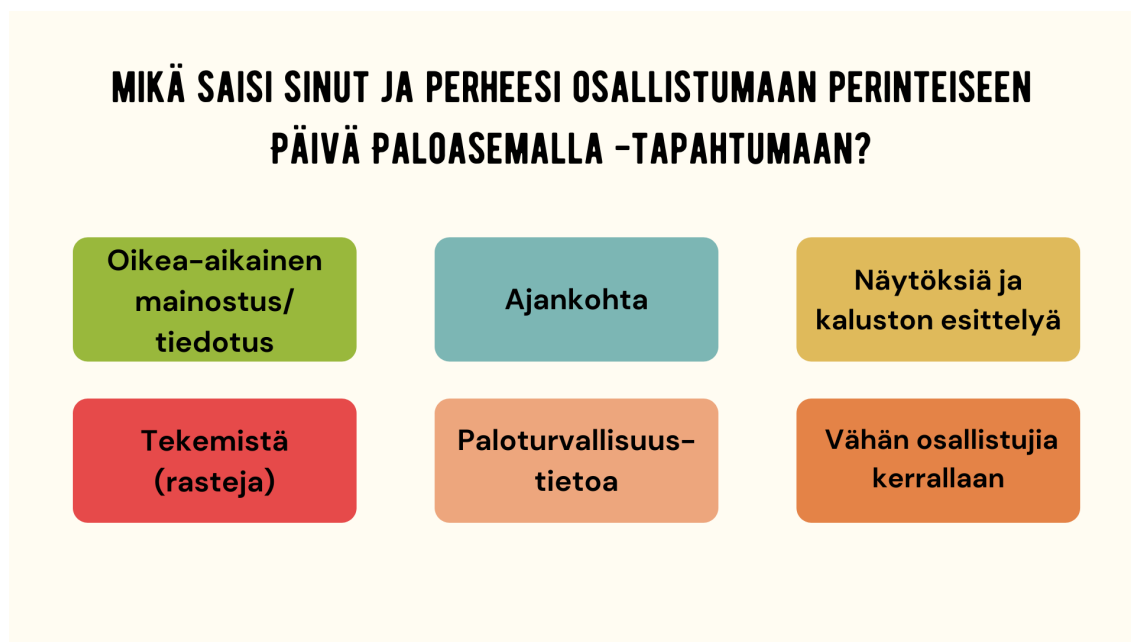 MIKÄ SAISI SINUT JA PERHEESI OSALLISTUMAAN PERINTEISEEN
PÄIVÄ PALOASEMALLA -TAPAHTUMAAN?
Oikea-aikainen
mainostus/
tiedotus
Ajankohta
Näytöksiä ja
kaluston esittelyä
Tekemistä
(rasteja)
Paloturvallisuus-
tietoa
Vähän osallistujia
kerrallaan